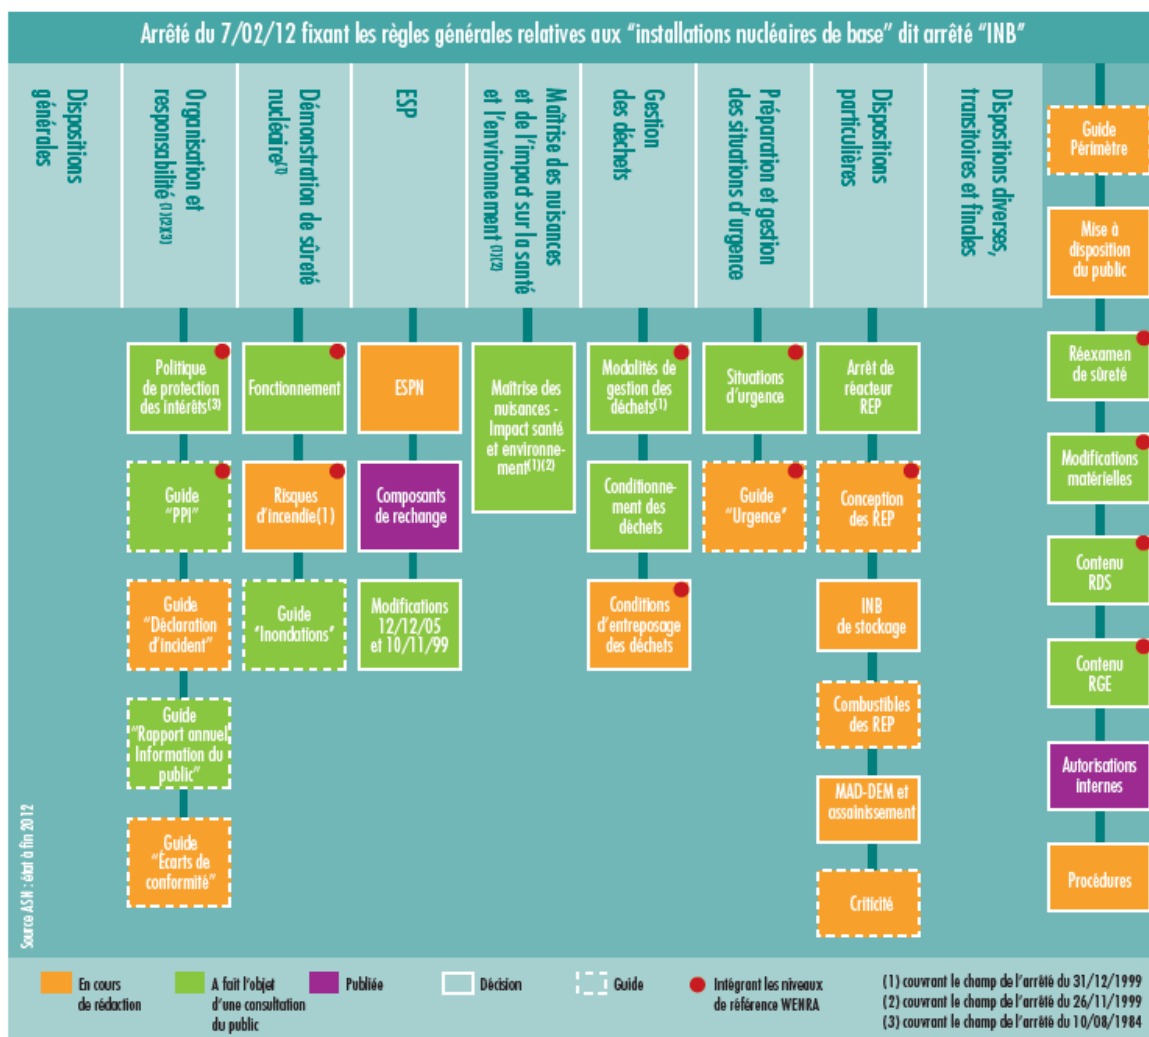 Arrêté du 7/02/12 fixant les règles générales relatives aux “installations nucléaires de base” dit arrêté “INB”
Dispositions
générales
Organisation et
responsabilité (1)(2)(3)
Démonstration de sûreté
nucléaire(1)
ESP
Maîtrise des nuisances
et de l'impact sur la santé
et l'environnement (1)(2)
Gestion
des déchets
Préparation et gestion
des situations d'urgence
Dispositions
particulières
Dispositions diverses,
transitoires et finales
Politique
de protection
des intérêts(3)
Guide
“PPI”
Guide
“Déclaration
d'incident”
Guide
“Rapport annuel,
Information du
public”
Guide
“Écarts de
conformité”
Fonctionnement
Risques
d'incendie(1)
Guide
“Inondations”
ESPN
Composants
de rechange
Modifications
12/12/05
et 10/11/99
Maîtrise des
nuisances -
Impact santé
et environne-
ment(1)(2)
Modalités de
gestion des
déchets(1)
Conditionne-
ment des
déchets
Conditions
d'entreposage
des déchets
Situations
d'urgence
Guide
“Urgence”
Arrêt de
réacteur
REP
Conception
des REP
INB
de stockage
Combustibles
des REP
MAD-DEM et
assainissement
Criticité
Guide
Périmètre
Mise à
disposition
du public
Réexamen
de sûreté
Modifications
matérielles
Contenu
RDS
Contenu
RGE
Autorisations
internes
Procédures
Source ASN : état à fin 2012
En cours
de rédaction
A fait l'objet
d'une consultation
du public
Publiée
Décision
Guide
Intégrant les niveaux
de référence WENRA
(1) couvrant le champ de l'arrêté du 31/12/1999
(2) couvrant le champ de l'arrêté du 26/11/1999
(3) couvrant le champ de l'arrêté du 10/08/1984